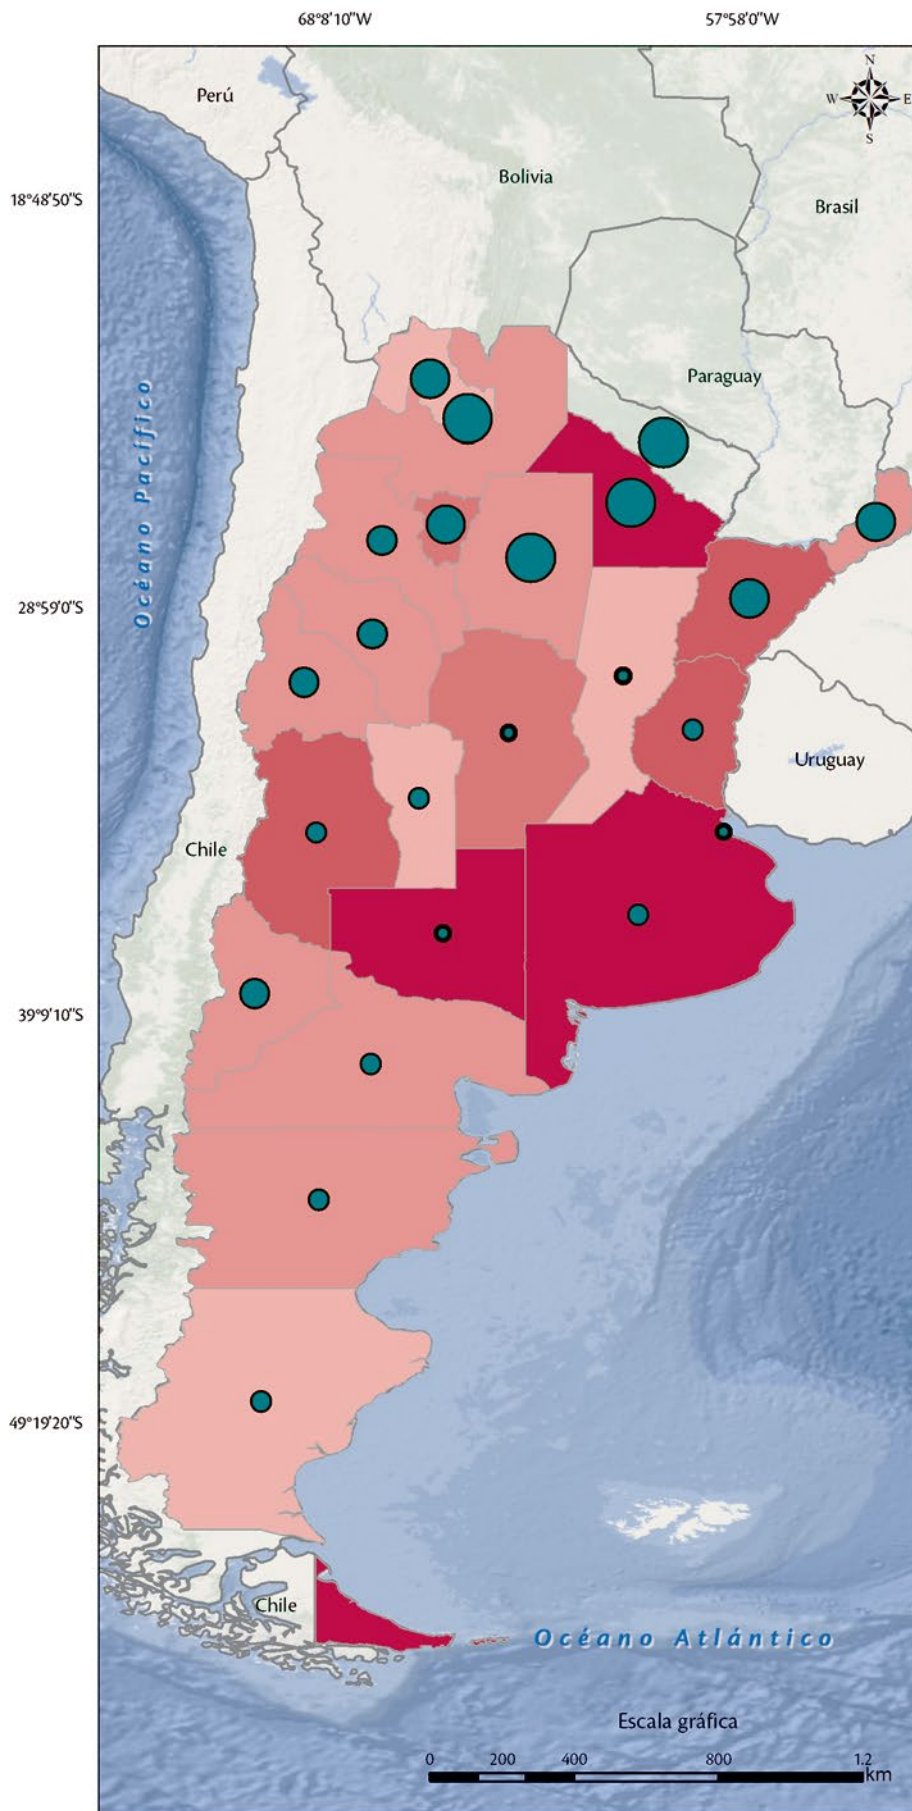 68°8'10"W
57°58'0"W
N
W
E
S
Perú
Bolivia
18°48'50"S
Brasil
Paraguay
Océano Pacífico
28°59'0"S
Uruguay
Chile
39°9'10"S
49°19'20"S
Chile
Océano Atlántico
Escala gráfica
0 200 400 800 1.2
km